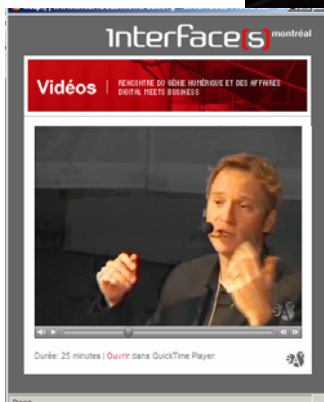 Interface(s) montréal
Vidéos
RENCONTRE DU GÉNIE NUMÉRIQUE ET DES AFFAIRES
DIGITAL MEETS BUSINESS
Durée: 25 minutes | Ouvrir dans QuickTime Player.